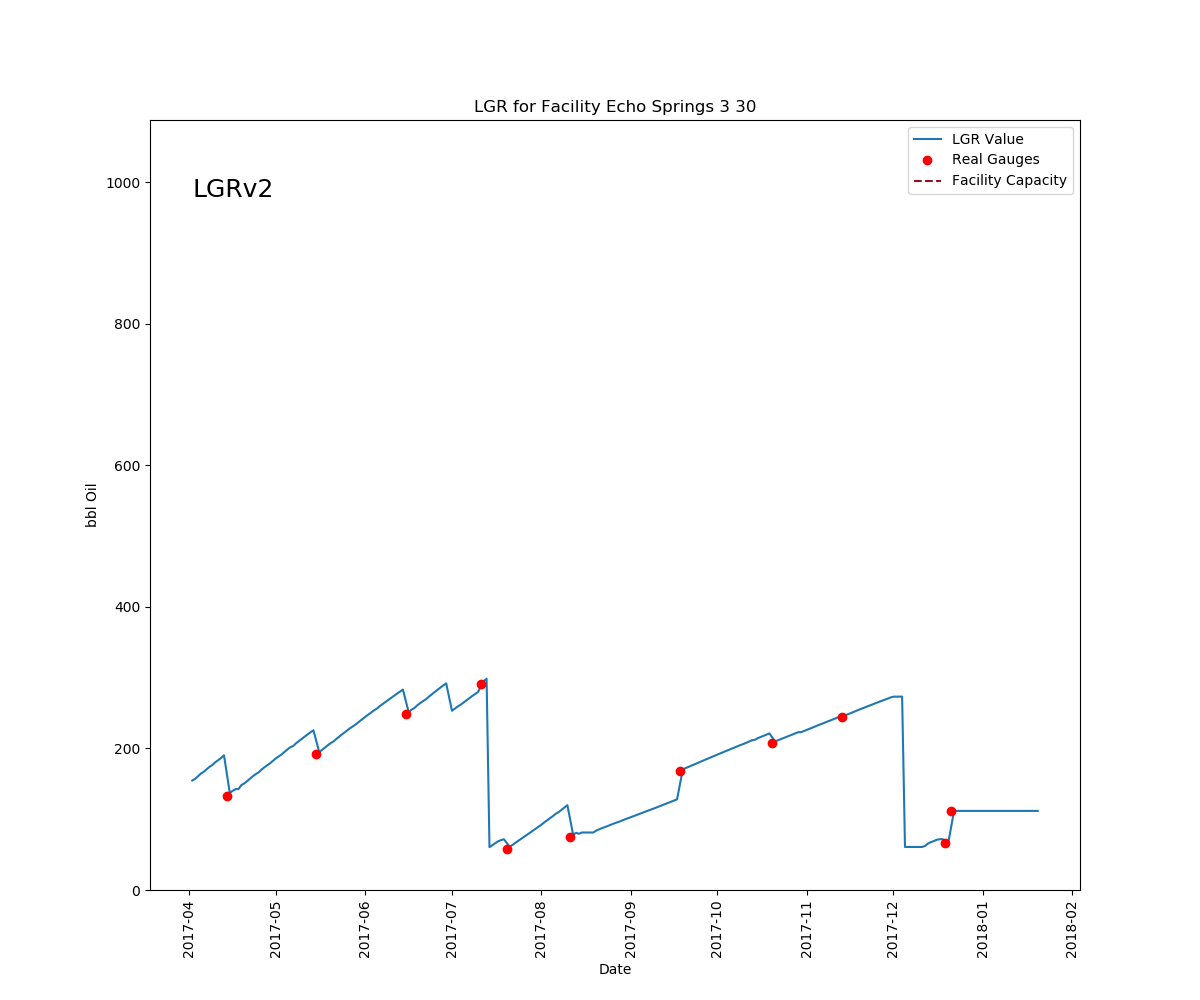 LGR for Facility Echo Springs 3 30
LGR Value
Real Gauges
Facility Capacity
LGRv2
1000
800
600
400
200
0
bbl Oil
2017-04
2017-05
2017-06
2017-07
2017-08
2017-09
2017-10
2017-11
2017-12
2018-01
2018-02
Date